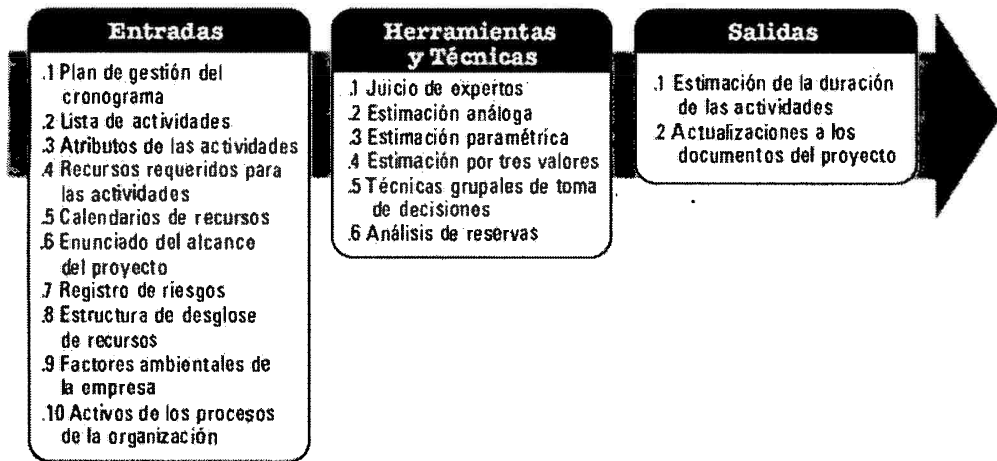 Entradas
.1 Plan de gestión del
cronograma
.2 Lista de actividades
.3 Atributos de las actividades
.4 Recursos requeridos para
las actividades
.5 Calendarios de recursos
.6 Enunciado del alcance
del proyecto
.7 Registro de riesgos
.8 Estructura de desglose
de recursos
.9 Factores ambientales de
la empresa
.10 Activos de los procesos
de la organización
Herramientas
y Técnicas
.1 Juicio de expertos
.2 Estimación análoga
.3 Estimación paramétrica
.4 Estimación por tres valores
.5 Técnicas grupales de toma
de decisiones
.6 Análisis de reservas
Salidas
.1 Estimación de la duración
de las actividades
.2 Actualizaciones a los
documentos del proyecto